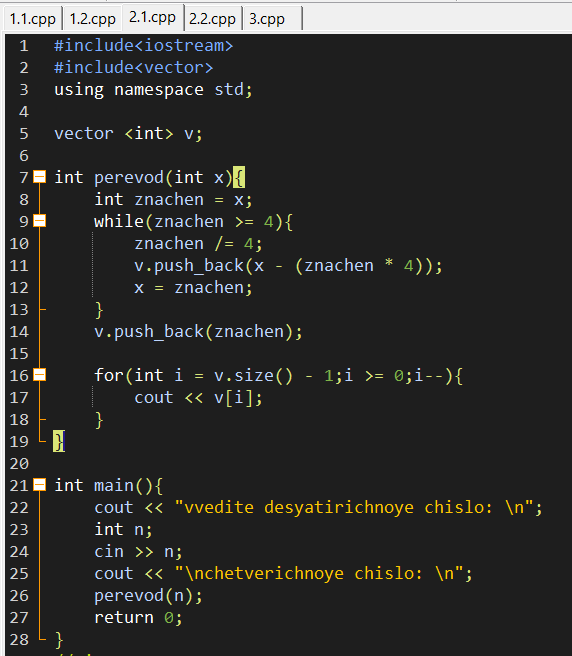 1.1.cpp 1.2.cpp 2.1.cpp 2.2.cpp 3.cpp
1 #include<iostream>
2 #include<vector>
3 using namespace std;
4
5 vector <int> v;
6
7 int perevod(int x){
8     int znachen = x;
9     while(znachen >= 4){
10         znachen /= 4;
11         v.push_back(x - (znachen * 4));
12         x = znachen;
13     }
14     v.push_back(znachen);
15
16     for(int i = v.size() - 1;i >= 0;i--){
17         cout << v[i];
18     }
19 }
20
21 int main(){
22     cout << "vvedite desyatirichnoye chislo: \n";
23     int n;
24     cin >> n;
25     cout << "\nchetverichnoye chislo: \n";
26     perevod(n);
27     return 0;
28 }